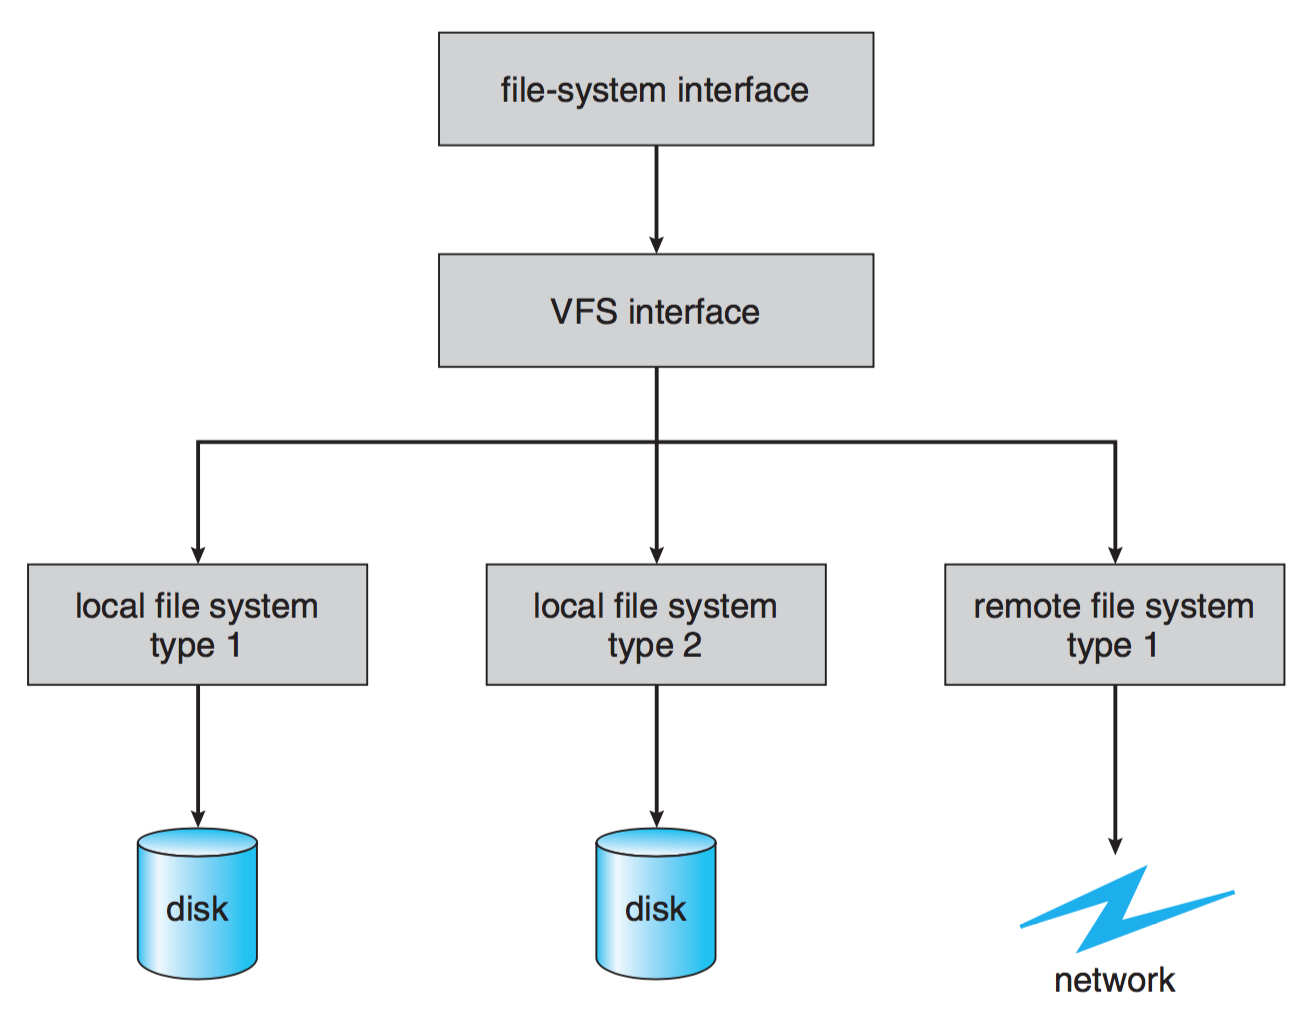 file-system interface
VFS interface
local file system
type 1
local file system
type 2
remote file system
type 1
disk
disk
network